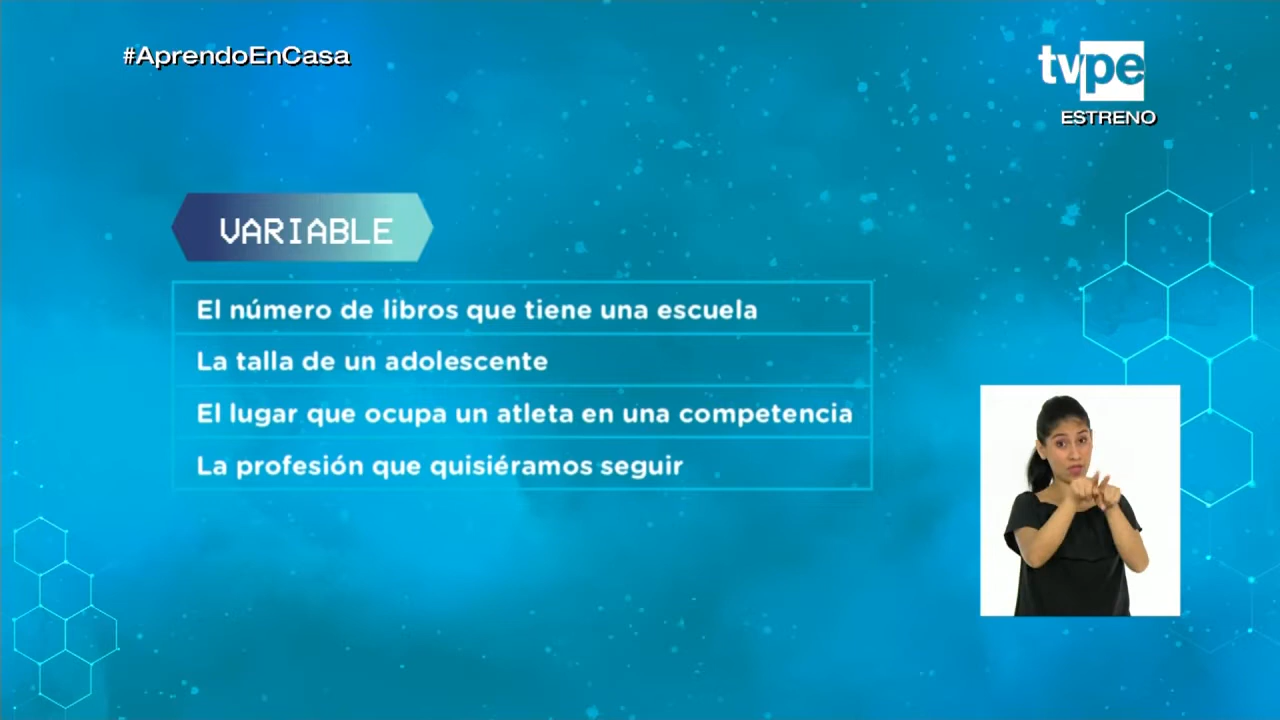 #AprendoEnCasa
tvpe
ESTRENO
VARIABLE
El número de libros que tiene una escuela
La talla de un adolescente
El lugar que ocupa un atleta en una competencia
La profesión que quisiéramos seguir